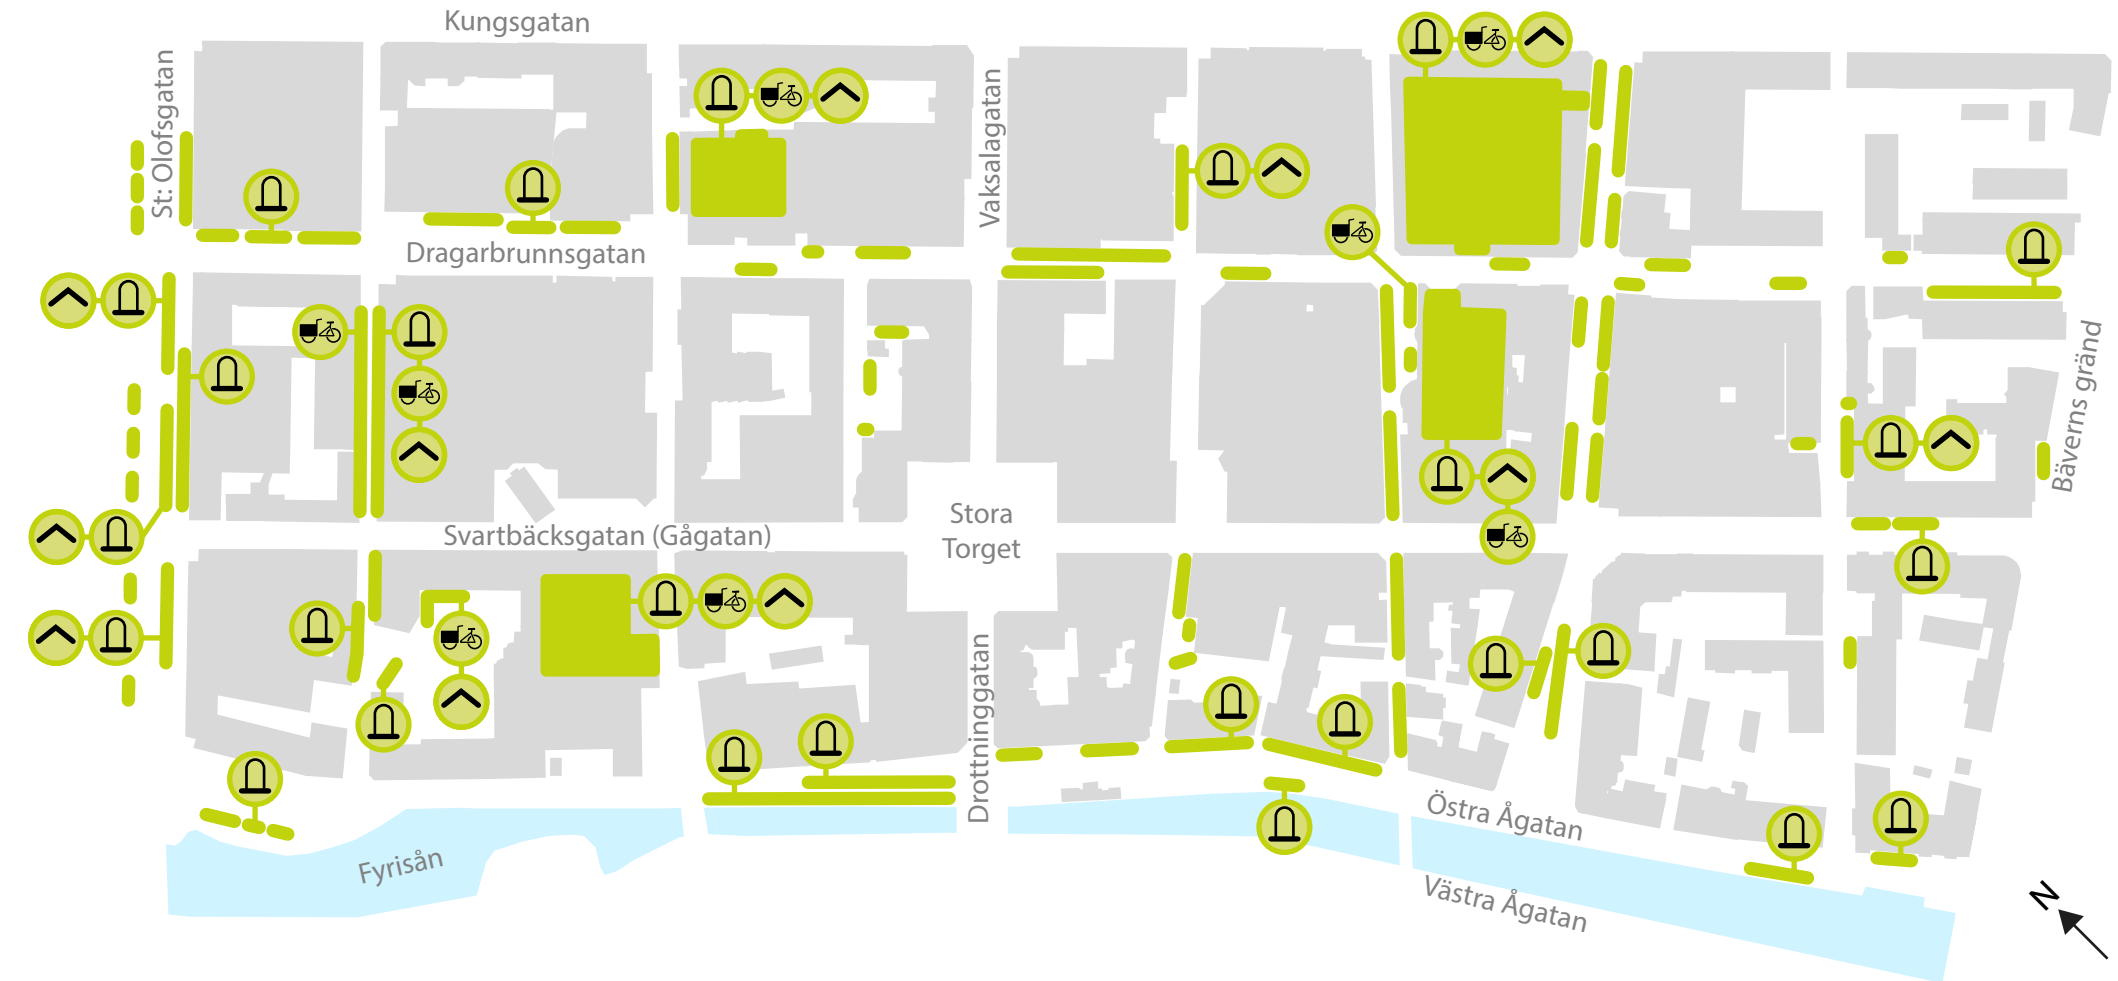 Kungsgatan
St: Olofsgatan
Vaksalagatan
Dragarbrunnsgatan
Bäverns gränd
Svartbäcksgatan (Gågatan)
Stora
Torget
Drottninggatan
Östra Ågatan
Fyrisån
Västra Ågatan
N